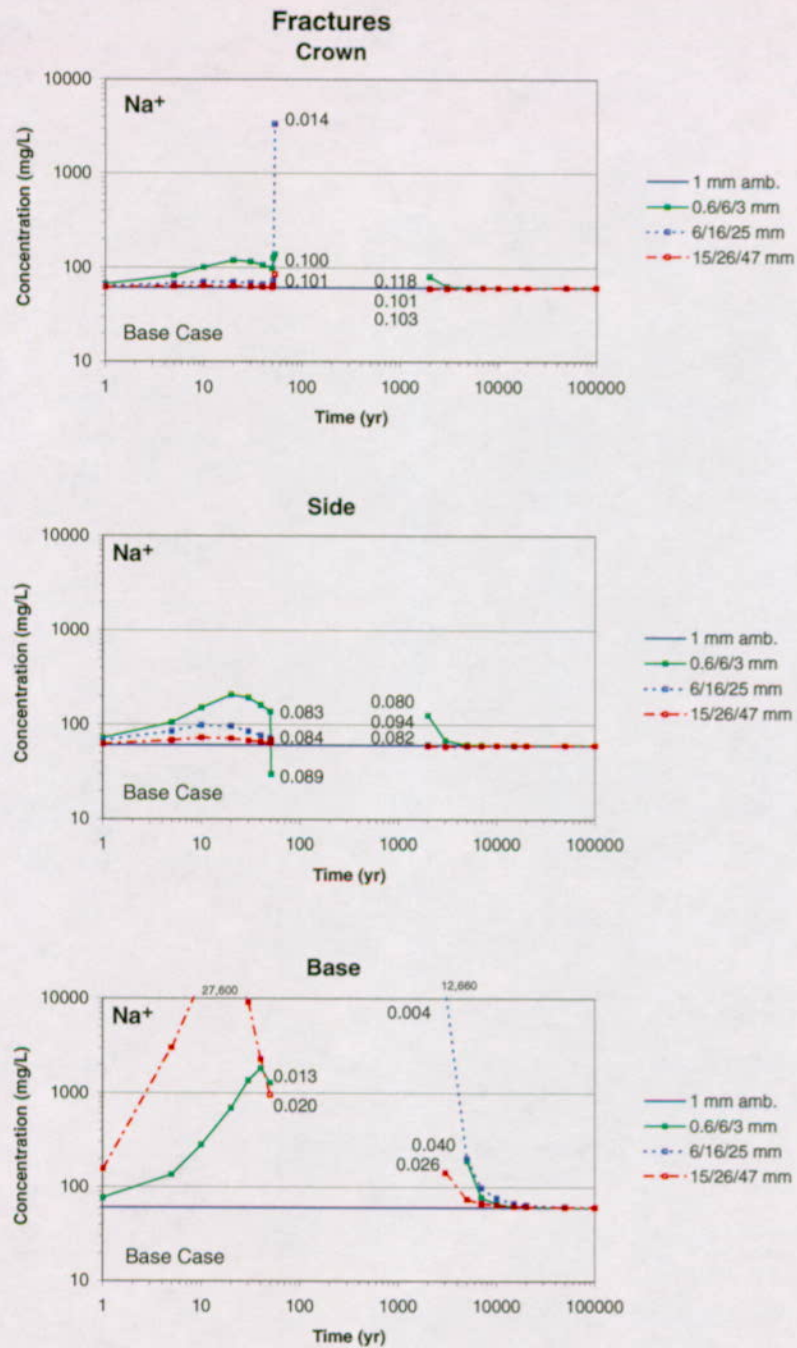 Fractures
Crown
10000
1000
100
10
Concentration (mg/L)
Na+
0.014
0.100
0.101
0.118
0.101
0.103
Base Case
1 10 100 1000 10000 100000
Time (yr)
1 mm amb.
0.6/6/3 mm
6/16/25 mm
15/26/47 mm
Side
10000
1000
100
10
Concentration (mg/L)
Na+
0.083
0.084
0.089
0.080
0.094
0.082
Base Case
1 10 100 1000 10000 100000
Time (yr)
1 mm amb.
0.6/6/3 mm
6/16/25 mm
15/26/47 mm
Base
10000
1000
100
10
Concentration (mg/L)
27,600
12,660
Na+
0.004
0.013
0.020
0.040
0.026
Base Case
1 10 100 1000 10000 100000
Time (yr)
1 mm amb.
0.6/6/3 mm
6/16/25 mm
15/26/47 mm